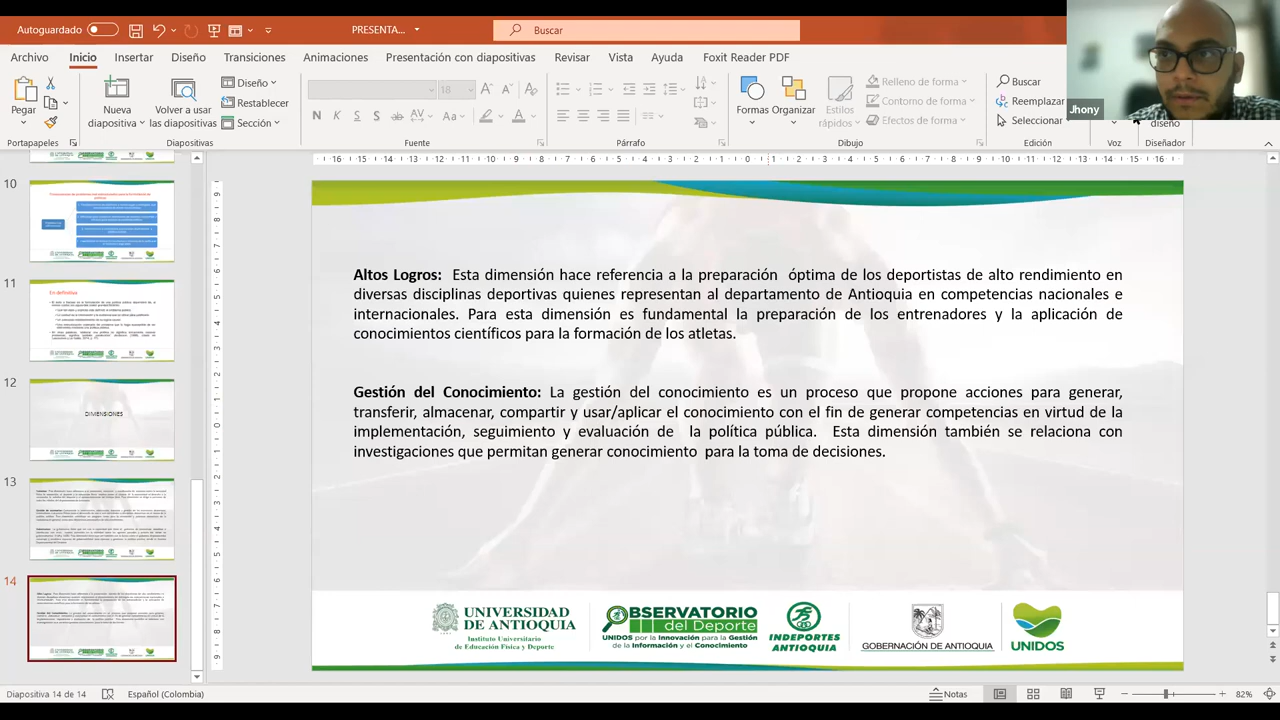 Autoguardado
PRESENTA...
Buscar
Archivo
Inicio
Insertar
Diseño
Transiciones
Animaciones
Presentación con diapositivas
Revisar
Vista
Ayuda
Foxit Reader PDF
Pegar
Nueva
diapositiva
Volver a usar
las diapositivas
Diseño
Restablecer
Sección
18
N
K
S
S
ab
AV
Aa
A
Formas
Organizar
Estilos
rápidos
Relleno de forma
Contorno de forma
Efectos de forma
Buscar
Reemplazar
Seleccionar
diseño
Jhony
Portapapeles
Diapositivas
Fuente
Párrafo
Dibujo
Edición
Voz
Diseñador
10
11
En definitiva
12
DIMENSIONES
13
14
Altos Logros: Esta dimensión hace referencia a la preparación óptima de los deportistas de alto rendimiento en
diversas disciplinas deportivas quienes representan al departamento de Antioquia en competencias nacionales e
internacionales. Para esta dimensión es fundamental la preparación de los entrenadores y la aplicación de
conocimientos científicos para la formación de los atletas.
Gestión del Conocimiento: La gestión del conocimiento es un proceso que propone acciones para generar,
transferir, almacenar, compartir y usar/aplicar el conocimiento con el fin de generar competencias en virtud de la
implementación, seguimiento y evaluación de la política pública. Esta dimensión también se relaciona con
investigaciones que permitan generar conocimiento para la toma de decisiones.
UNIVERSIDAD
DE ANTIOQUIA
Instituto Universitario
de Educación Física y Deporte
OBSERVATORIO
del Deporte
UNIDOS por la Innovación para la Gestión
de la Información y el Conocimiento
INDEPORTES
ANTIOQUIA
GOBERNACIÓN DE ANTIOQUIA
UNIDOS
Diapositiva 14 de 14
Español (Colombia)
Notas
82%